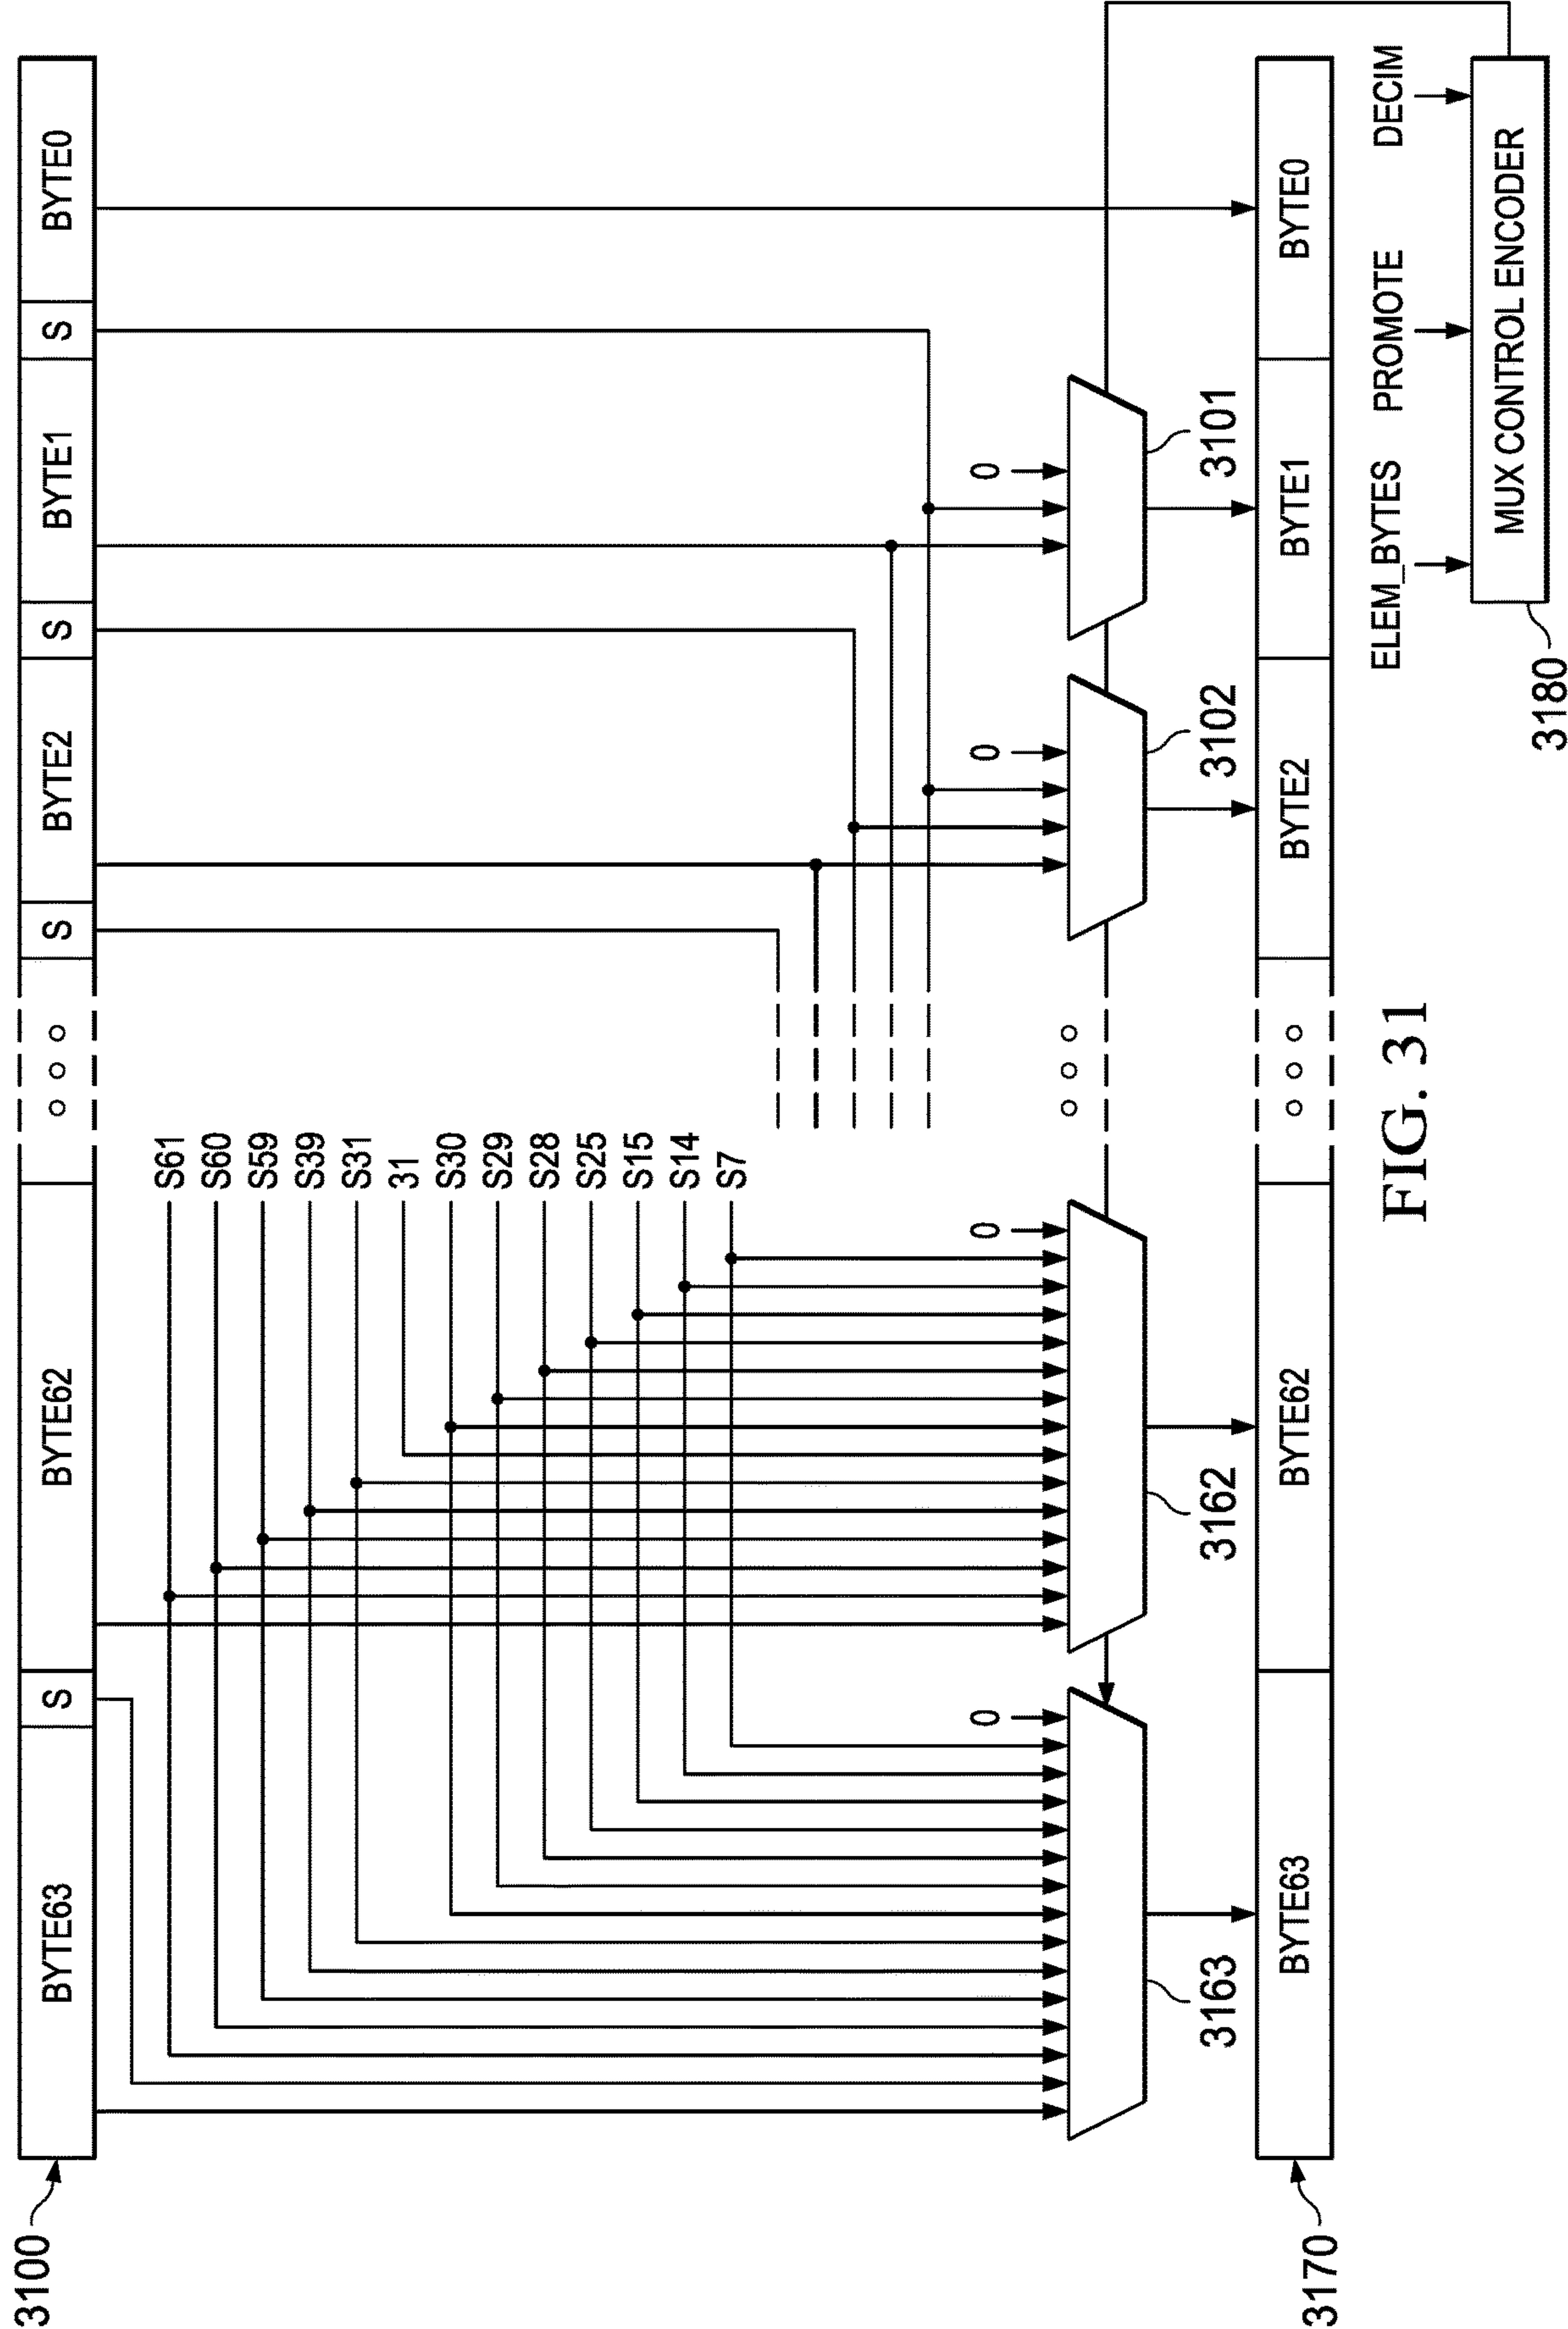 3100
BYTE63
S
BYTE62
S
BYTE2
S
BYTE1
S
BYTE0
S61
S60
S59
S39
S31
31
S30
S29
S28
S25
S15
S14
S7
0
0
0
0
3163
3162
3102
3101
3170
BYTE63
BYTE62
BYTE2
BYTE1
BYTE0
ELEM_BYTES
PROMOTE
DECIM
FIG. 31
MUX CONTROL ENCODER
3180